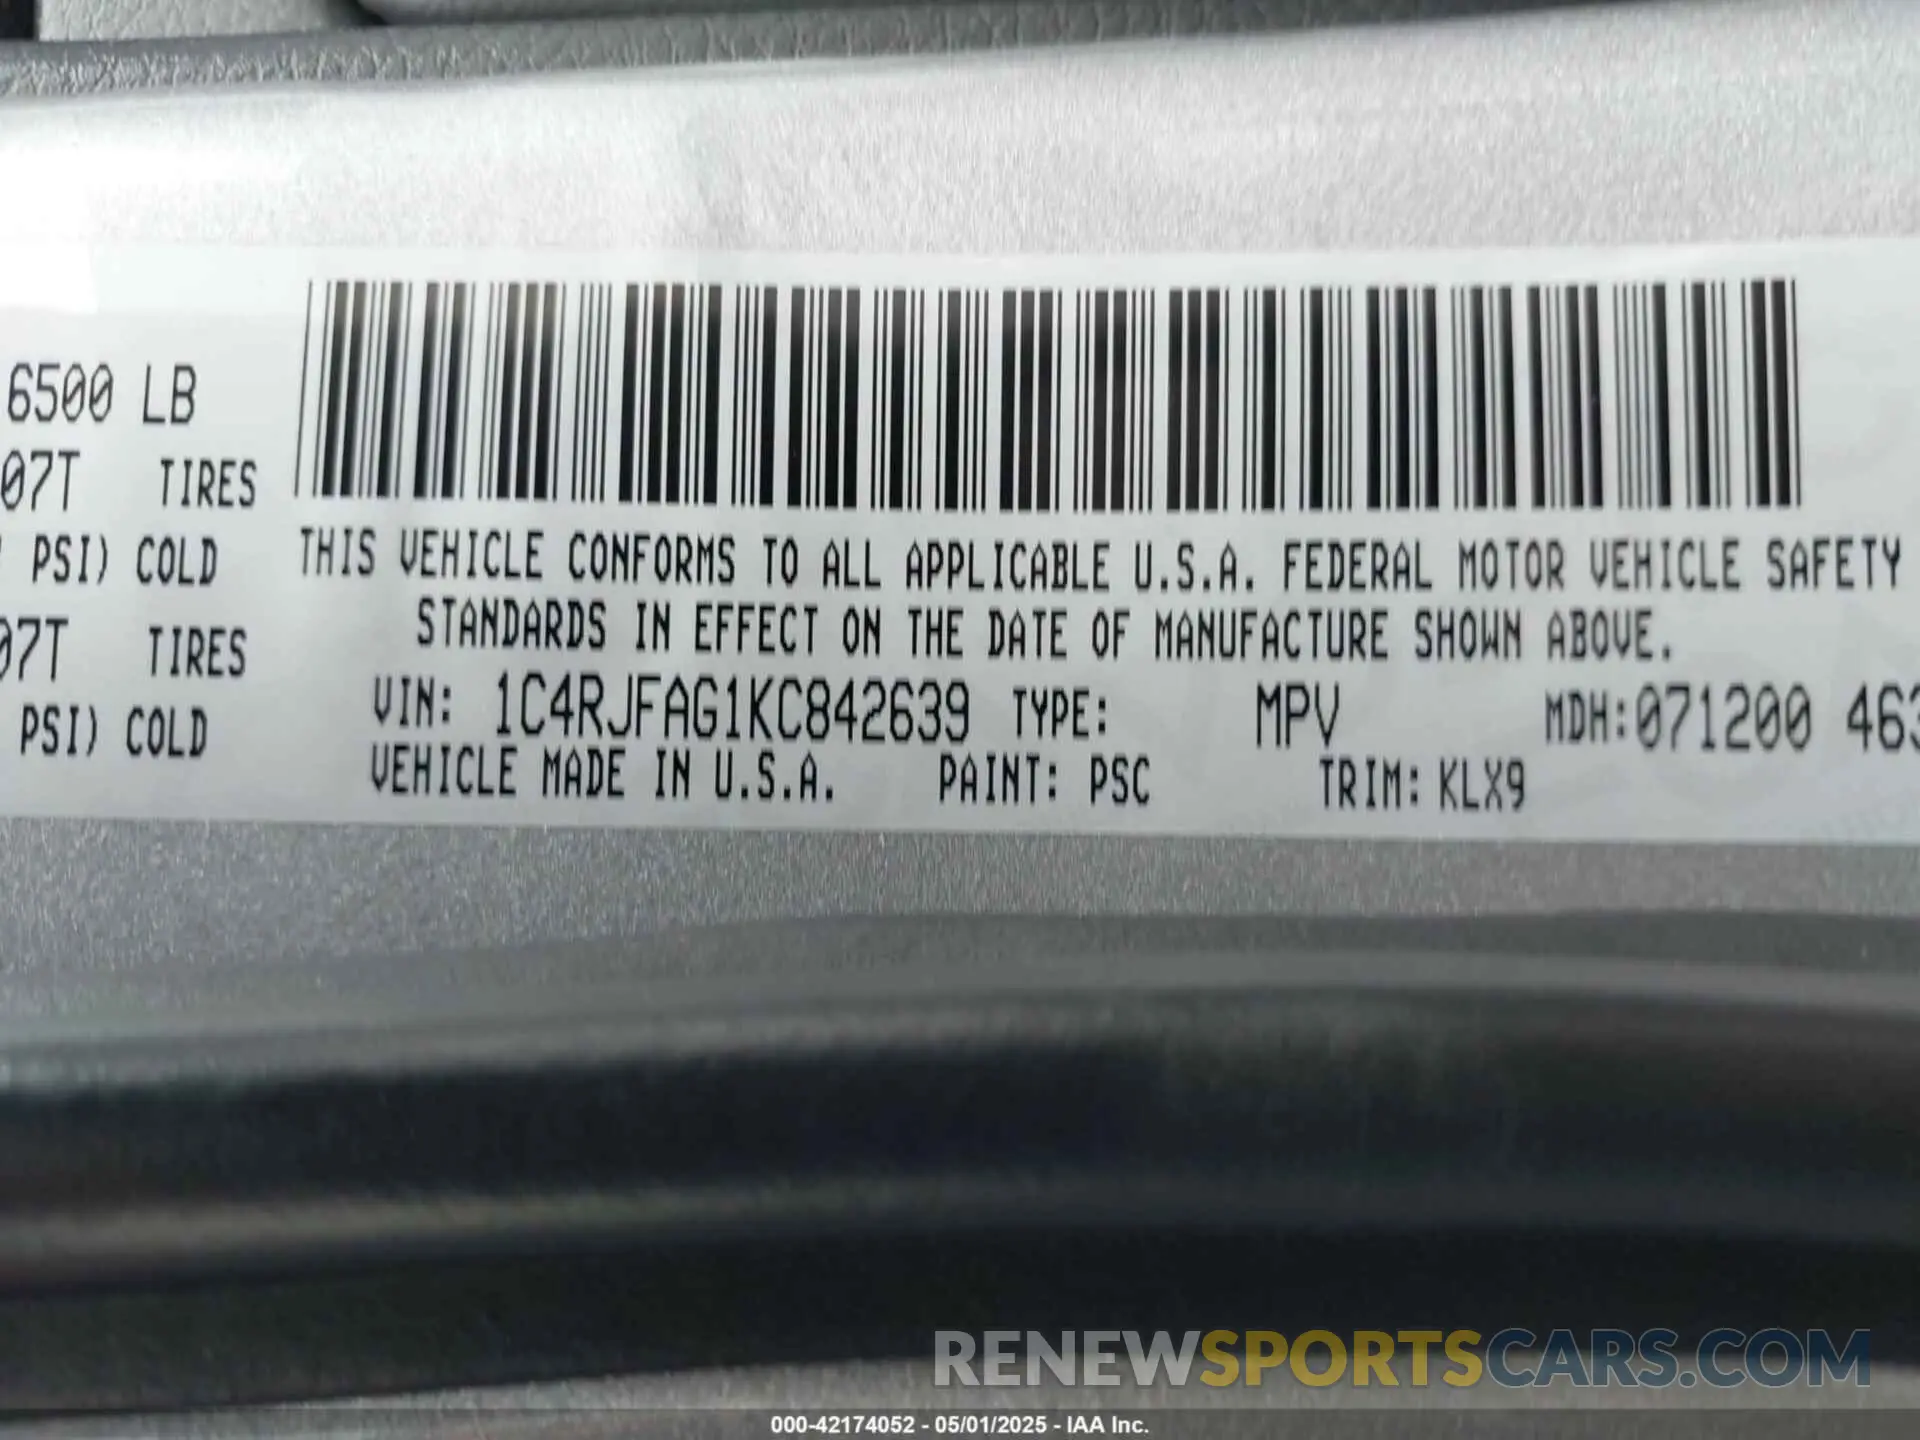 6500 LB
07T TIRES
PSI) COLD
07T TIRES
PSI) COLD
THIS VEHICLE CONFORMS TO ALL APPLICABLE U.S.A. FEDERAL MOTOR VEHICLE SAFETY
STANDARDS IN EFFECT ON THE DATE OF MANUFACTURE SHOWN ABOVE.
VIN: 1C4RJFAG1KC842639 TYPE: MPV MDH:071200 463
VEHICLE MADE IN U.S.A. PAINT: PSC TRIM: KLX9
RENEWSPORTSCARS.COM
000-42174052 - 05/01/2025 - IAA Inc.